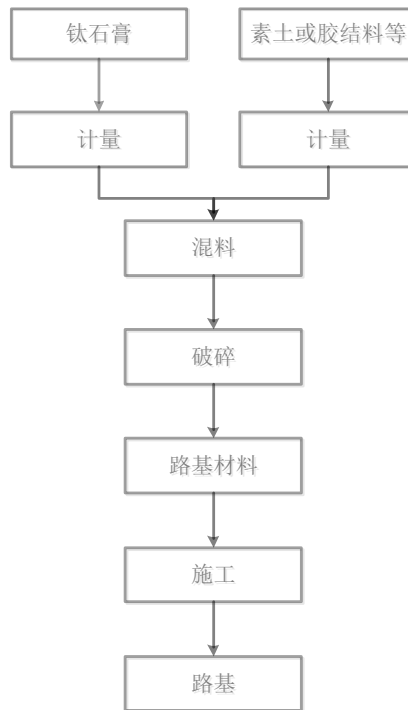 钛石膏
素土或胶结料等
计量
计量
混料
破碎
路基材料
施工
路基